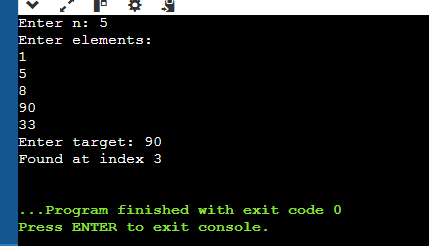 Enter n: 5
Enter elements:
1
5
8
90
33
Enter target: 90
Found at index 3
...Program finished with exit code 0
Press ENTER to exit console.